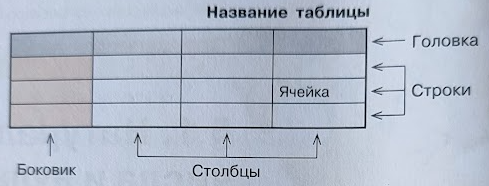 Название таблицы
Головка
Ячейка
Строки
Боковик
Столбцы